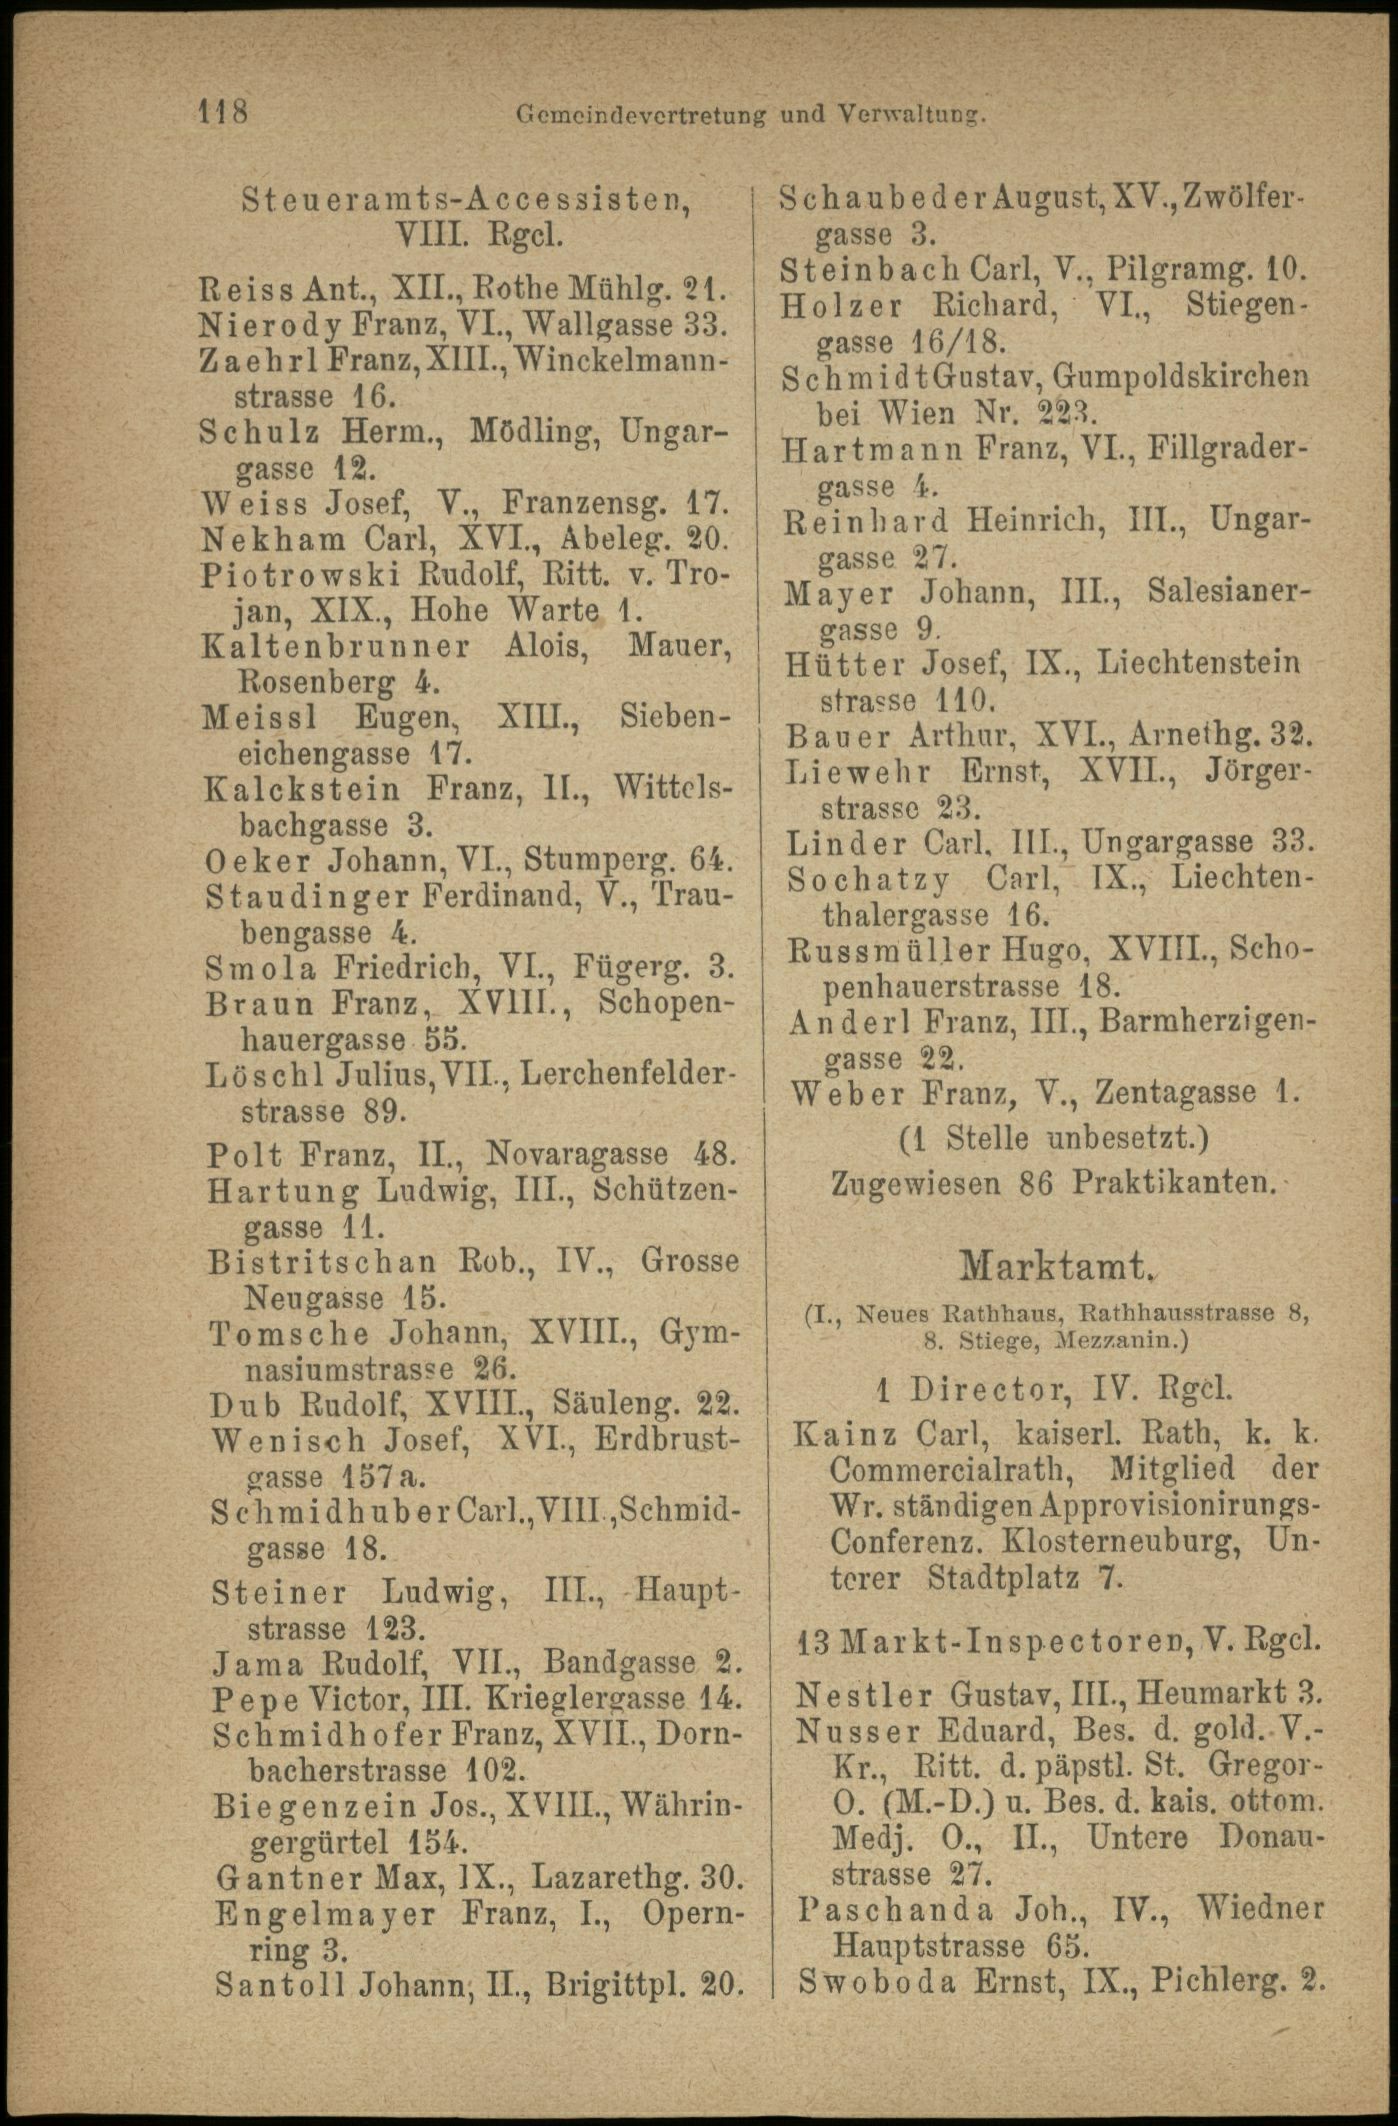 118
Gemeindevertretung und Verwaltung.
Steueramts-Accessisten,
VIII. Rgcl.
Reiss Ant., XII., Rothe Mühlg. 21.
Nierody Franz, VI., Wallgasse 33.
Zaehrl Franz, XIII., Winckelmann-
strasse 16.
Schulz Herm., Mödling, Ungar-
gasse 12.
Weiss Josef, V., Franzensg. 17.
Nekham Carl, XVI., Abeleg. 20.
Piotrowski Rudolf, Ritt. v. Tro-
jan, XIX., Hohe Warte 1.
Kaltenbrunner Alois, Mauer,
Rosenberg 4.
Meissl Eugen, XIII., Sieben-
eichengasse 17.
Kalckstein Franz, II., Wittels-
bachgasse 3.
Oeker Johann, VI., Stumperg. 64.
Staudinger Ferdinand, V., Trau-
bengasse 4.
Smola Friedrich, VI., Fügerg. 3.
Braun Franz, XVIII., Schopen-
hauergasse 55.
Löschl Julius, VII., Lerchenfelder-
strasse 89.
Polt Franz, II., Novaragasse 48.
Hartung Ludwig, III., Schützen-
gasse 11.
Bistritschan Rob., IV., Grosse
Neugasse 15.
Tomsche Johann, XVIII., Gym-
nasiumstrasse 26.
Dub Rudolf, XVIII., Säuleng. 22.
Wenisch Josef, XVI., Erdbrust-
gasse 157a.
Schmidhuber Carl., VIII., Schmid-
gasse 18.
Steiner Ludwig, III., Haupt-
strasse 123.
Jama Rudolf, VII., Bandgasse 2.
Pepe Victor, III. Krieglergasse 14.
Schmidhofer Franz, XVII., Dorn-
bacherstrasse 102.
Biegenzein Jos., XVIII., Währin-
gergürtel 154.
Gantner Max, IX., Lazarethg. 30.
Engelmayer Franz, I., Opern-
ring 3.
Santoll Johann, II., Brigittpl. 20.
Schaubeder August, XV., Zwölfer-
gasse 3.
Steinbach Carl, V., Pilgramg. 10.
Holzer Richard, VI., Stiegen-
gasse 16/18.
Schmidt Gustav, Gumpoldskirchen
bei Wien Nr. 223.
Hartmann Franz, VI., Fillgrader-
gasse 4.
Reinhard Heinrich, III., Ungar-
gasse 27.
Mayer Johann, III., Salesianer-
gasse 9.
Hütter Josef, IX., Liechtenstein
strasse 110.
Bauer Arthur, XVI., Arnethg. 32.
Liewehr Ernst, XVII., Jörger-
strasse 23.
Linder Carl, III., Ungargasse 33.
Sochatzy Carl, IX., Liechten-
thalergasse 16.
Russmüller Hugo, XVIII., Scho-
penhauerstrasse 18.
Anderl Franz, III., Barmherzigen-
gasse 22.
Weber Franz, V., Zentagasse 1.
(1 Stelle unbesetzt.)
Zugewiesen 86 Praktikanten.
Marktamt.
(I., Neues Rathhaus, Rathhausstrasse 8,
8. Stiege, Mezzanin.)
1 Director, IV. Rgcl.
Kainz Carl, kaiserl. Rath, k. k.
Commercialrath, Mitglied der
Wr. ständigen Approvisionirungs-
Conferenz. Klosterneuburg, Un-
terer Stadtplatz 7.
13 Markt-Inspectoren, V. Rgcl.
Nestler Gustav, III., Heumarkt 3.
Nusser Eduard, Bes. d. gold. V.-
Kr., Ritt. d. päpstl. St. Gregor-
O. (M.-D.) u. Bes. d. kais. ottom.
Medj. O., II., Untere Donau-
strasse 27.
Paschanda Joh., IV., Wiedner
Hauptstrasse 65.
Swoboda Ernst, IX., Pichlerg. 2.